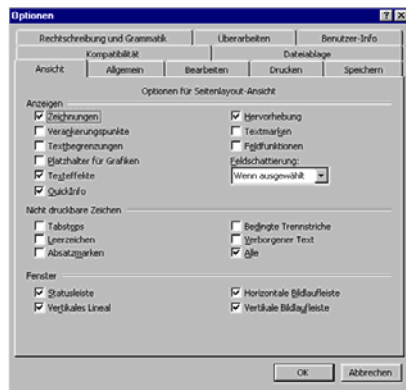 Optionen
Rechtschreibung und Grammatik Überarbeiten Benutzer-Info
Kompatibilität Dateiablage
Ansicht Allgemein Bearbeiten Drucken Speichern
Optionen für Seitenlayout-Ansicht
Anzeigen
Zeichnungen Hervorhebung
Verankerungspunkte Textmarken
Textbegrenzungen Feldfunktionen
Platzhalter für Grafiken Feldschattierung:
Texteffekte Wenn ausgewählt
QuickInfo
Nicht druckbare Zeichen
Tabstops Bedingte Trennstriche
Leerzeichen Verborgener Text
Absatzmarken Alle
Fenster
Statusleiste Horizontale Bildlaufleiste
Vertikales Lineal Vertikale Bildlaufleiste
OK Abbrechen